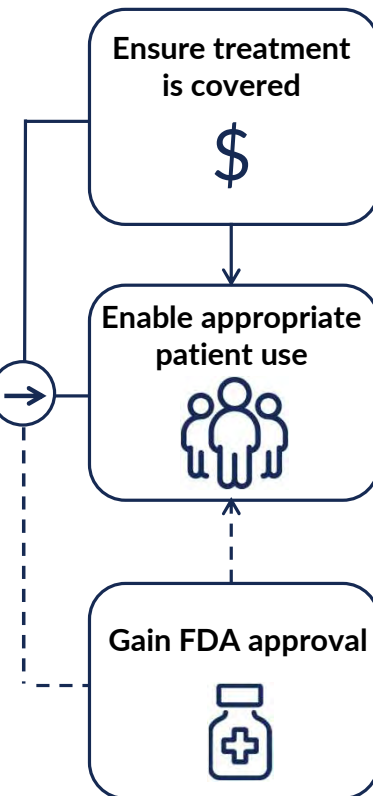 Ensure treatment
is covered
$
Enable appropriate
patient use
Gain FDA approval